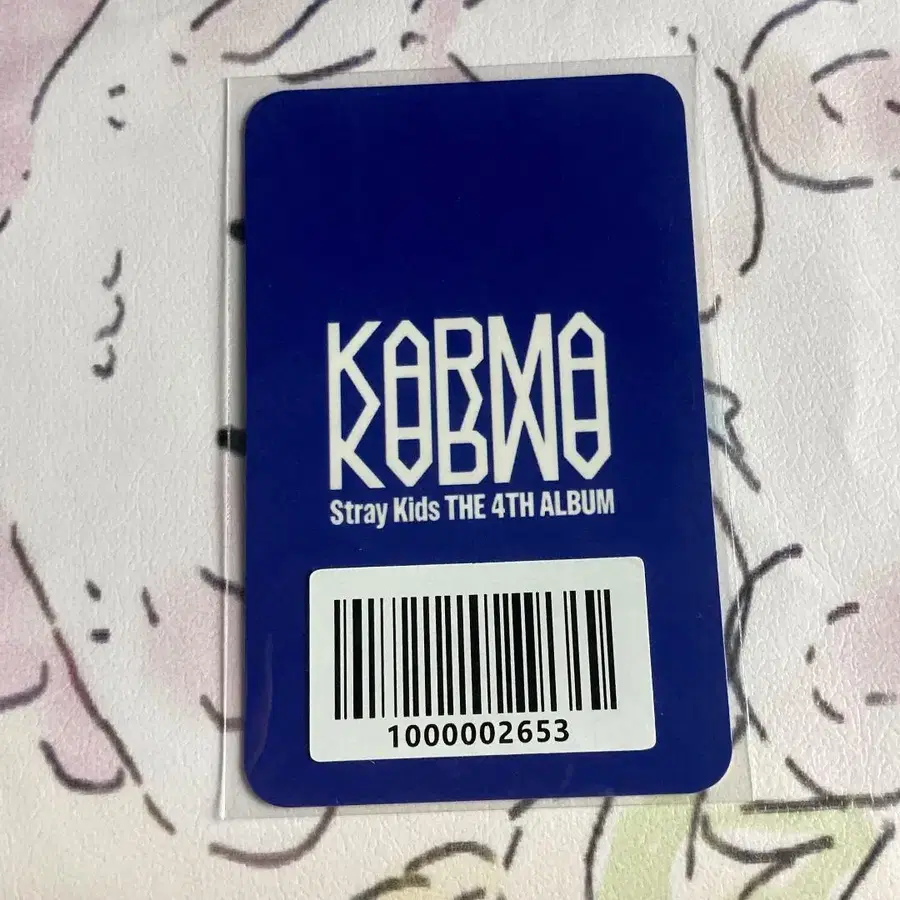 KARMA
Stray Kids THE 4TH ALBUM
1000002653